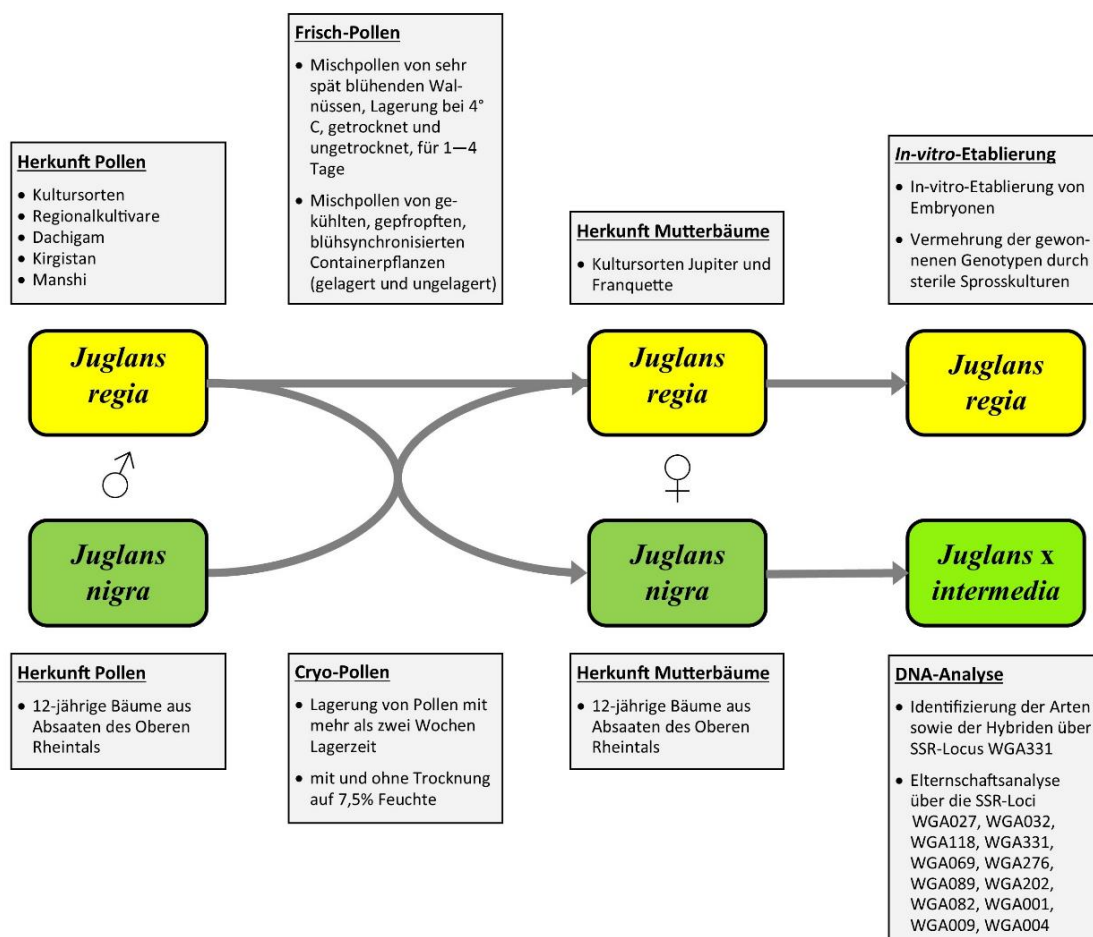 Frisch-Pollen
• Mischpollen von sehr
spät blühenden Wal-
nüssen, Lagerung bei 4°
C, getrocknet und
ungetrocknet, für 1—4
Tage
• Mischpollen von ge-
kühlten, gepfropften,
blühsynchronisierten
Containerpflanzen
(gelagert und ungelagert)
Herkunft Pollen
• Kultursorten
• Regionalkultivare
• Dachigam
• Kirgistan
• Manshi
Herkunft Mutterbäume
• Kultursorten Jupiter und
Franquette
In-vitro-Etablierung
• In-vitro-Etablierung von
Embryonen
• Vermehrung der gewon-
nenen Genotypen durch
sterile Sprosskulturen
Juglans
regia
Juglans
regia
Juglans
regia
♂
♀
Juglans
nigra
Juglans
nigra
Juglans x
intermedia
Herkunft Pollen
• 12-jährige Bäume aus
Absaaten des Oberen
Rheintals
Cryo-Pollen
• Lagerung von Pollen mit
mehr als zwei Wochen
Lagerzeit
• mit und ohne Trocknung
auf 7,5% Feuchte
Herkunft Mutterbäume
• 12-jährige Bäume aus
Absaaten des Oberen
Rheintals
DNA-Analyse
• Identifizierung der Arten
sowie der Hybriden über
SSR-Locus WGA331
• Elternschaftsanalyse
über die SSR-Loci
WGA027, WGA032,
WGA118, WGA331,
WGA069, WGA276,
WGA089, WGA202,
WGA082, WGA001,
WGA009, WGA004